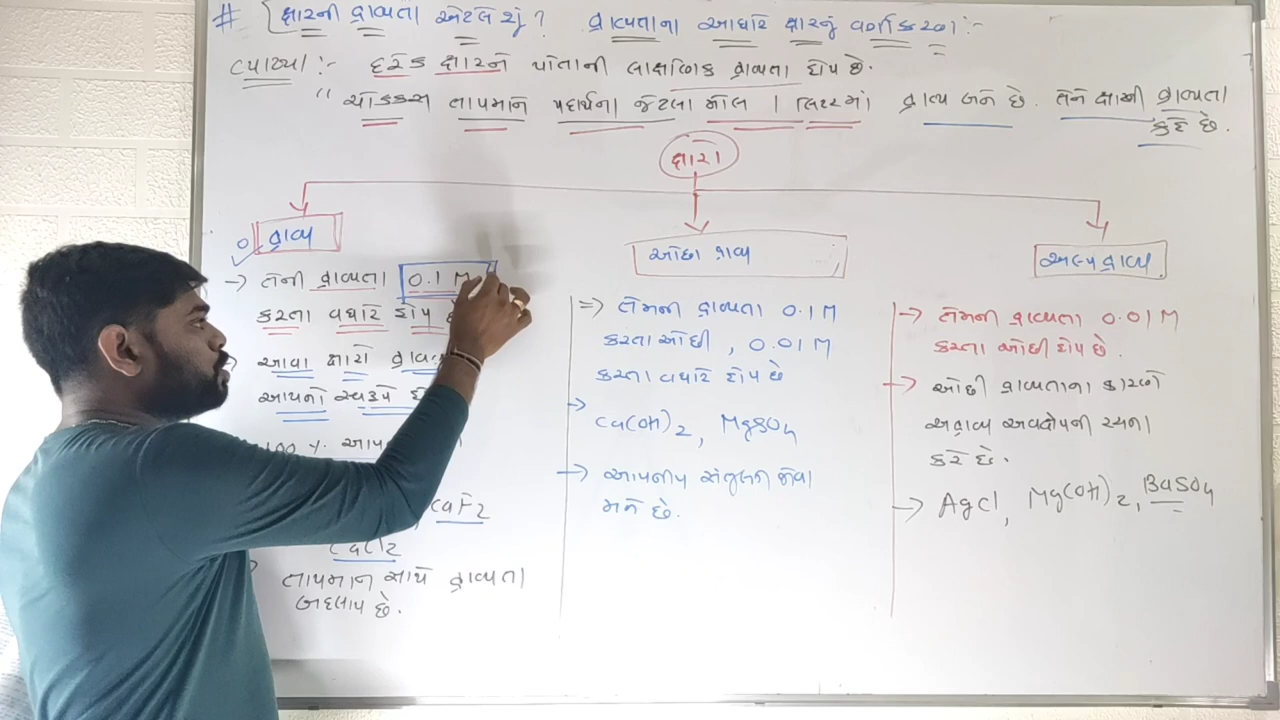 # ક્ષારની દ્રાવ્યતા એટલે શું? દ્રાવ્યતાના આધારે ક્ષારનું વર્ગીકરણ :-
વ્યાખ્યા :- દરેક ક્ષારને પોતાની લાક્ષણિક દ્રાવ્યતા હોય છે.
" ચોક્કસ તાપમાને પદાર્થના જેટલા મોલ 1 લિટરમાં દ્રાવ્ય બને છે. તેને ક્ષારની દ્રાવ્યતા
કહે છે.
ક્ષારો
દ્રાવ્ય
ઓછા દ્રાવ્ય
અલ્પદ્રાવ્ય
-> તેની દ્રાવ્યતા 0.1 M
કરતા વધારે હોય
આવા ક્ષારો
આયનો સ્વરૂપે
100 %
CaF2
CaCl2
તાપમાન સાથે દ્રાવ્યતા
બદલાય છે.
=> તેમની દ્રાવ્યતા 0.1 M
કરતા ઓછી, 0.01 M
કરતા વધારે હોય છે
-> Ca(OH)2, MgSO4
-> આયનીય સંતુલન જોવા
મળે છે.
-> તેમની દ્રાવ્યતા 0.01 M
કરતા ઓછી હોય છે.
-> ઓછી દ્રાવ્યતાના કારણે
અદ્રાવ્ય અવક્ષેપની રચના
કરે છે.
-> AgCl, Mg(OH)2, BaSO4